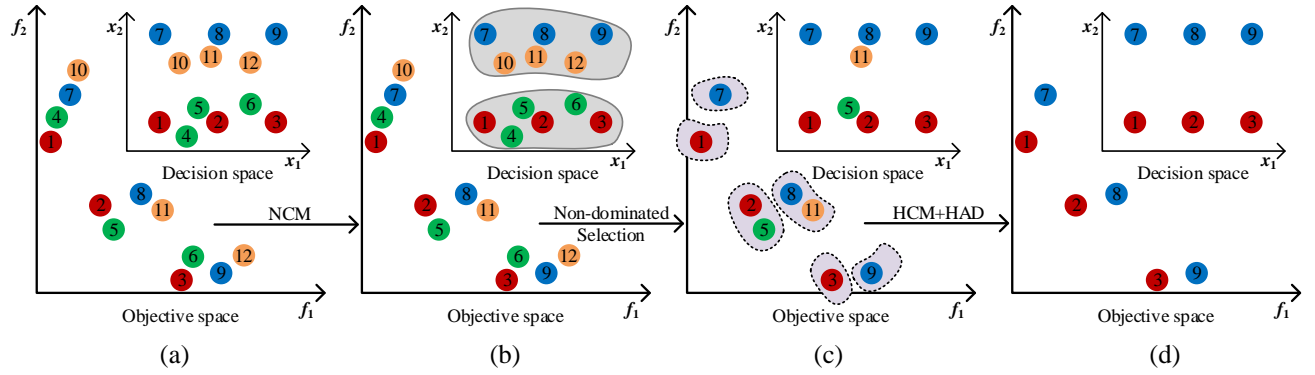 f₂
x₂
7 8 9
10 11 12
10
7
4
1
5 6
1 2 3
4
x₁
Decision space
8
2 11
5
6 12
3 9
f₁
Objective space
(a)
NCM
f₂
x₂
7 8 9
10 11 12
10
7
4
1
5 6
1 2 3
4
x₁
Decision space
8
2 11
5
6 12
3 9
f₁
Objective space
(b)
Non-dominated
Selection
f₂
x₂
7 8 9
11
7
1
5
1 2 3
x₁
Decision space
8
2 11
5
3 9
f₁
Objective space
(c)
HCM+HAD
f₂
x₂
7 8 9
7
1
1 2 3
x₁
Decision space
8
2
3 9
f₁
Objective space
(d)